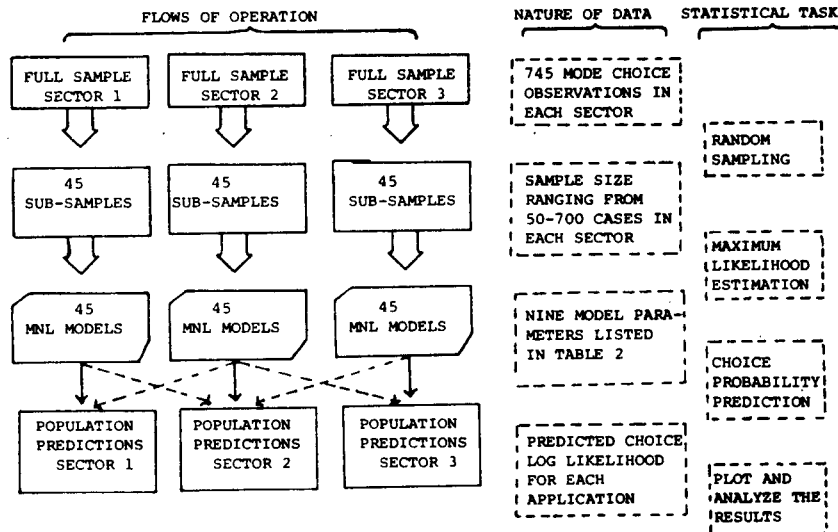 FLOWS OF OPERATION
NATURE OF DATA
STATISTICAL TASK
FULL SAMPLE
SECTOR 1
FULL SAMPLE
SECTOR 2
FULL SAMPLE
SECTOR 3
745 MODE CHOICE
OBSERVATIONS IN
EACH SECTOR
RANDOM
SAMPLING
45
SUB-SAMPLES
45
SUB-SAMPLES
45
SUB-SAMPLES
SAMPLE SIZE
RANGING FROM
50-700 CASES IN
EACH SECTOR
MAXIMUM
LIKELIHOOD
ESTIMATION
45
MNL MODELS
45
MNL MODELS
45
MNL MODELS
NINE MODEL PARA-
METERS LISTED
IN TABLE 2
CHOICE
PROBABILITY
PREDICTION
POPULATION
PREDICTIONS
SECTOR 1
POPULATION
PREDICTIONS
SECTOR 2
POPULATION
PREDICTIONS
SECTOR 3
PREDICTED CHOICE
LOG LIKELIHOOD
FOR EACH
APPLICATION
PLOT AND
ANALYZE THE
RESULTS